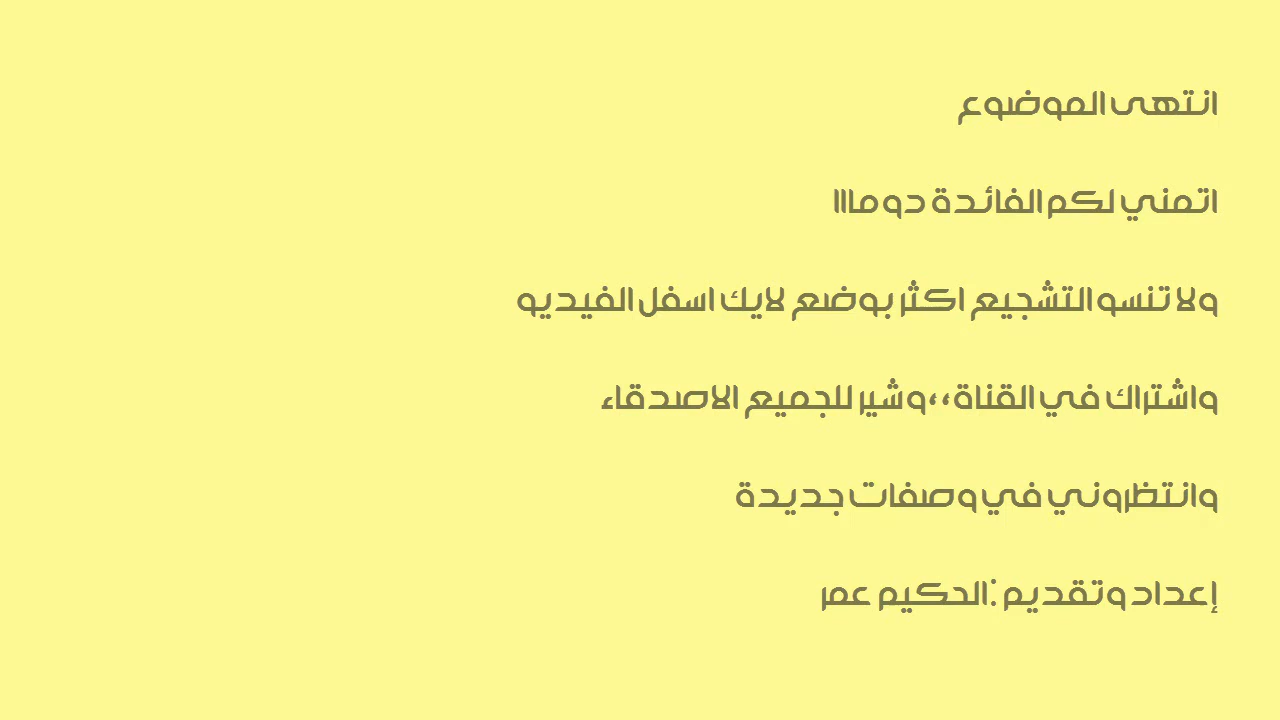 انتهى الموضوع
اتمني لكم الفائدة دومااا
ولا تنسو التشجيع اكثر بوضع لايك اسفل الفيديو
واشتراك في القناة،،وشير للجميع الاصدقاء
وانتظروني في وصفات جديدة
إعداد وتقديم :الحكيم عمر